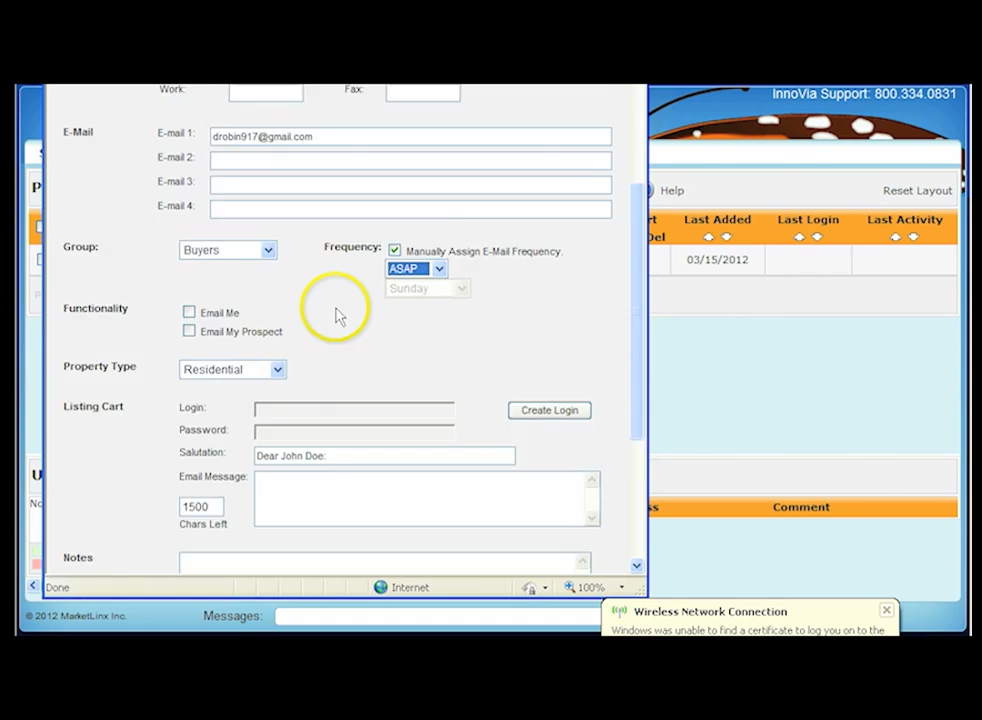 InnoVia Support: 800.334.0831
Work: Fax:
E-Mail E-mail 1: drobin917@gmail.com
E-mail 2:
E-mail 3:
E-mail 4:
Help Reset Layout
Last Added Last Login Last Activity
Del
03/15/2012
Group: Buyers Frequency: Manually Assign E-Mail Frequency.
ASAP
Sunday
Functionality Email Me
Email My Prospect
Property Type Residential
Listing Cart Login: Create Login
Password:
Salutation: Dear John Doe:
Email Message:
1500
Chars Left
Comment
Notes
Done Internet 100%
© 2012 MarketLinx Inc. Messages:
Wireless Network Connection
Windows was unable to find a certificate to log you on to the